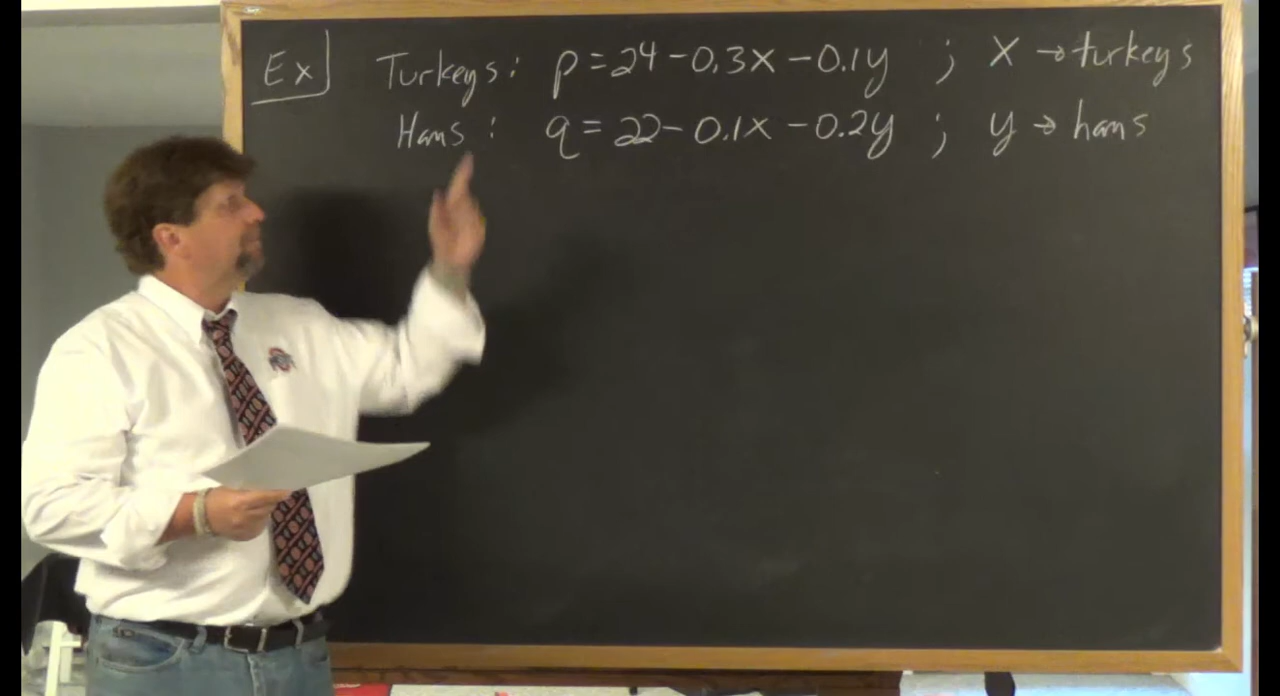 Ex Turkeys: p=24-0.3x-0.1y ; x → turkeys
Hams: q=22-0.1x-0.2y ; y → hams